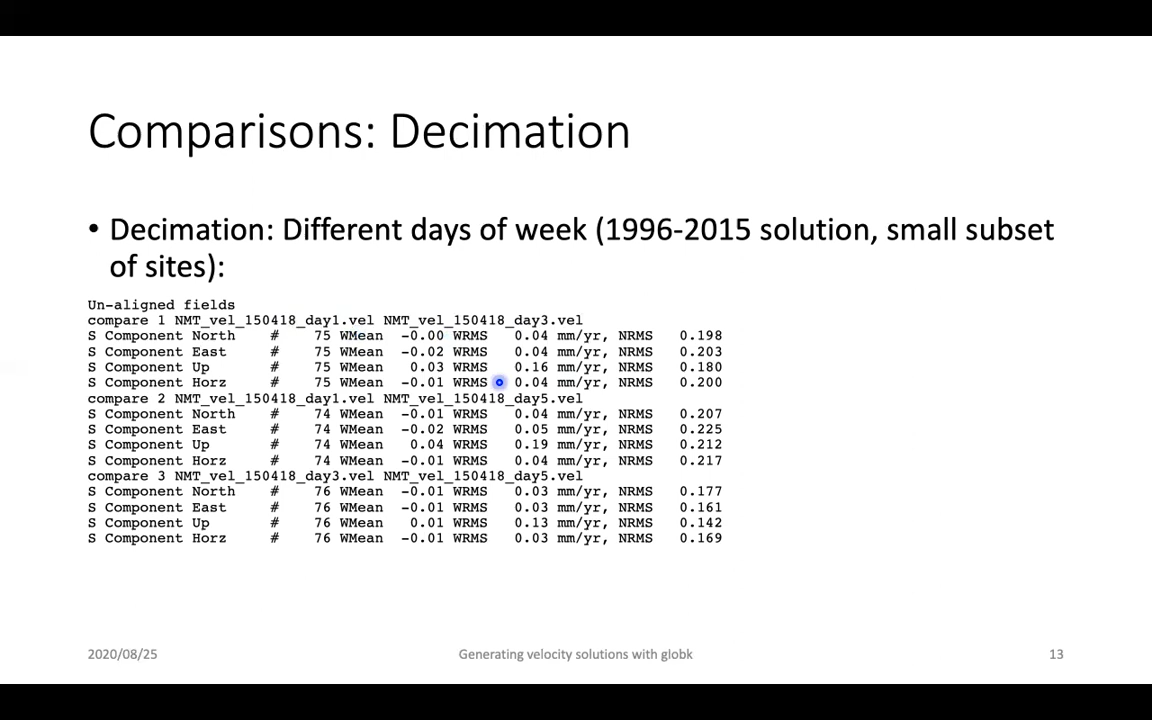 Comparisons: Decimation
• Decimation: Different days of week (1996-2015 solution, small subset
of sites):
Un-aligned fields
compare 1 NMT_vel_150418_day1.vel NMT_vel_150418_day3.vel
S Component North # 75 WMean -0.00 WRMS 0.04 mm/yr, NRMS 0.198
S Component East # 75 WMean -0.02 WRMS 0.04 mm/yr, NRMS 0.203
S Component Up # 75 WMean 0.03 WRMS 0.16 mm/yr, NRMS 0.180
S Component Horz # 75 WMean -0.01 WRMS 0.04 mm/yr, NRMS 0.200
compare 2 NMT_vel_150418_day1.vel NMT_vel_150418_day5.vel
S Component North # 74 WMean -0.01 WRMS 0.04 mm/yr, NRMS 0.207
S Component East # 74 WMean -0.02 WRMS 0.05 mm/yr, NRMS 0.225
S Component Up # 74 WMean 0.04 WRMS 0.19 mm/yr, NRMS 0.212
S Component Horz # 74 WMean -0.01 WRMS 0.04 mm/yr, NRMS 0.217
compare 3 NMT_vel_150418_day3.vel NMT_vel_150418_day5.vel
S Component North # 76 WMean -0.01 WRMS 0.03 mm/yr, NRMS 0.177
S Component East # 76 WMean -0.01 WRMS 0.03 mm/yr, NRMS 0.161
S Component Up # 76 WMean 0.01 WRMS 0.13 mm/yr, NRMS 0.142
S Component Horz # 76 WMean -0.01 WRMS 0.03 mm/yr, NRMS 0.169
2020/08/25 Generating velocity solutions with globk 13